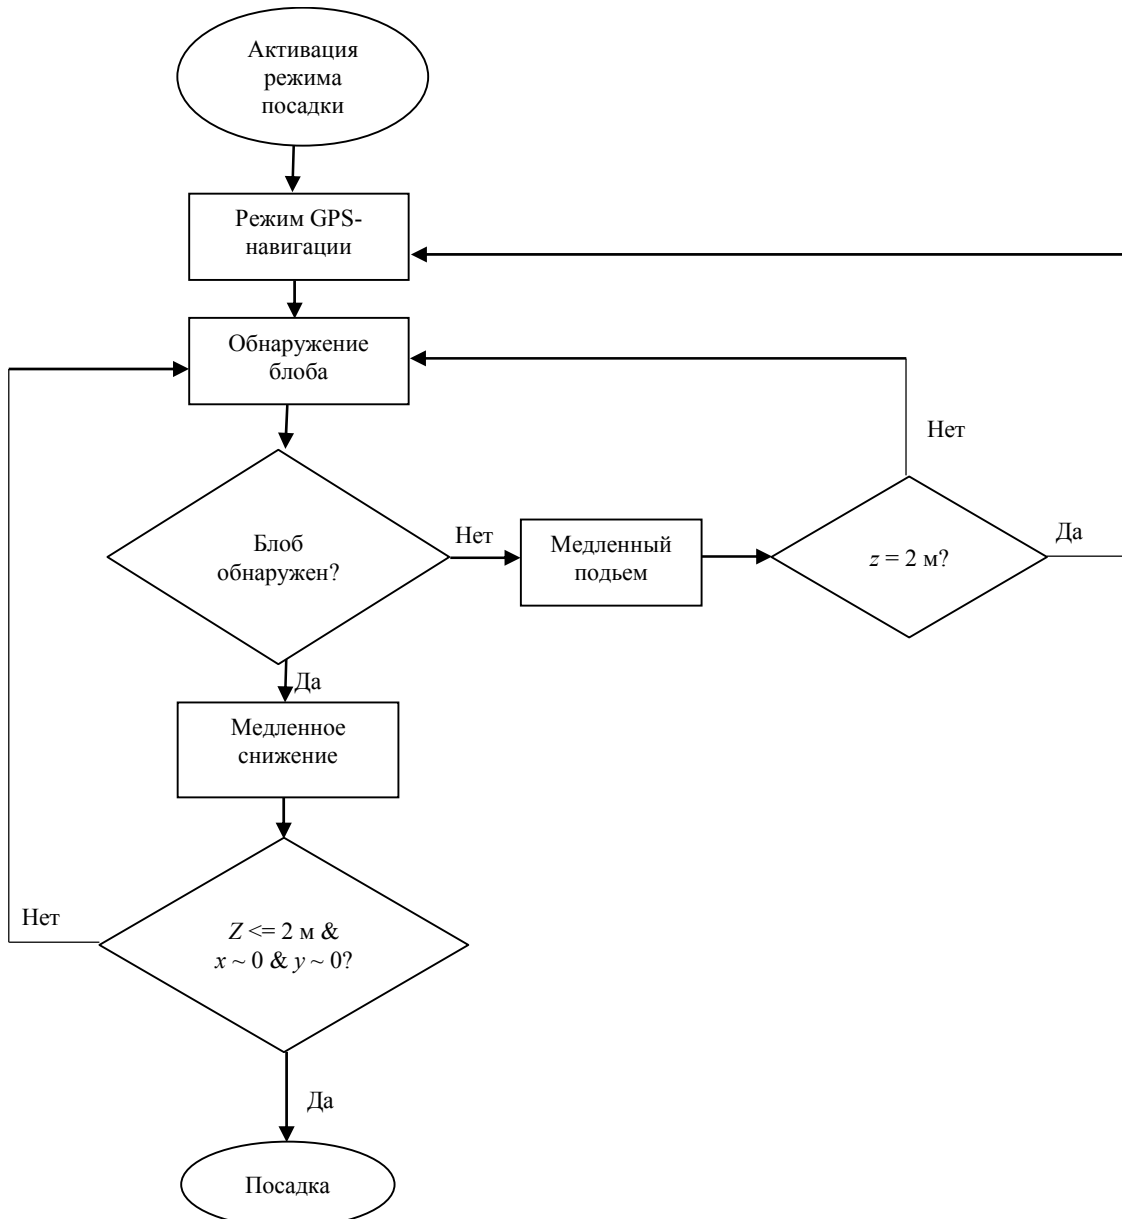 Активация
режима
посадки
Режим GPS-
навигации
Обнаружение
блоба
Нет
Блоб
обнаружен?
Нет
Медленный
подьем
z = 2 м?
Да
Да
Медленное
снижение
Нет
Z <= 2 м &
x ~ 0 & y ~ 0?
Да
Посадка